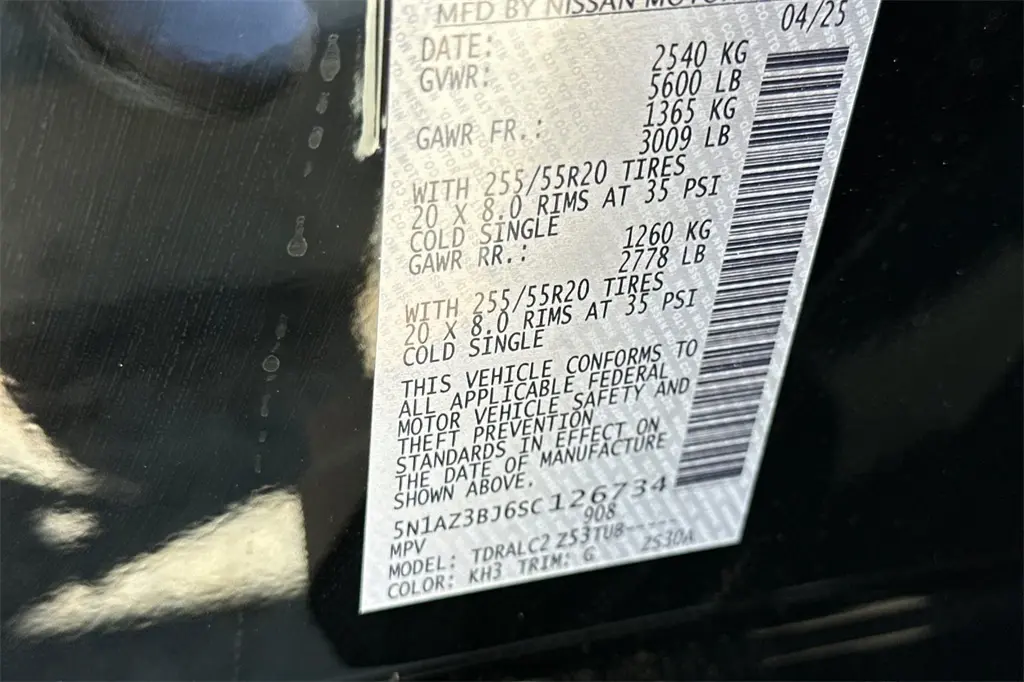 MFD BY NISSAN MOTOR
DATE: 04/25
GVWR: 2540 KG
5600 LB
GAWR FR.: 1365 KG
3009 LB
WITH 255/55R20 TIRES
20 X 8.0 RIMS AT 35 PSI
COLD SINGLE
GAWR RR.: 1260 KG
2778 LB
WITH 255/55R20 TIRES
20 X 8.0 RIMS AT 35 PSI
COLD SINGLE
THIS VEHICLE CONFORMS TO
ALL APPLICABLE FEDERAL
MOTOR VEHICLE SAFETY AND
THEFT PREVENTION
STANDARDS IN EFFECT ON
THE DATE OF MANUFACTURE
SHOWN ABOVE.
5N1AZ3BJ6SC126734
MPV 908
MODEL: TDRALC2 Z53TUB-----
COLOR: KH3 TRIM: G ZS30A